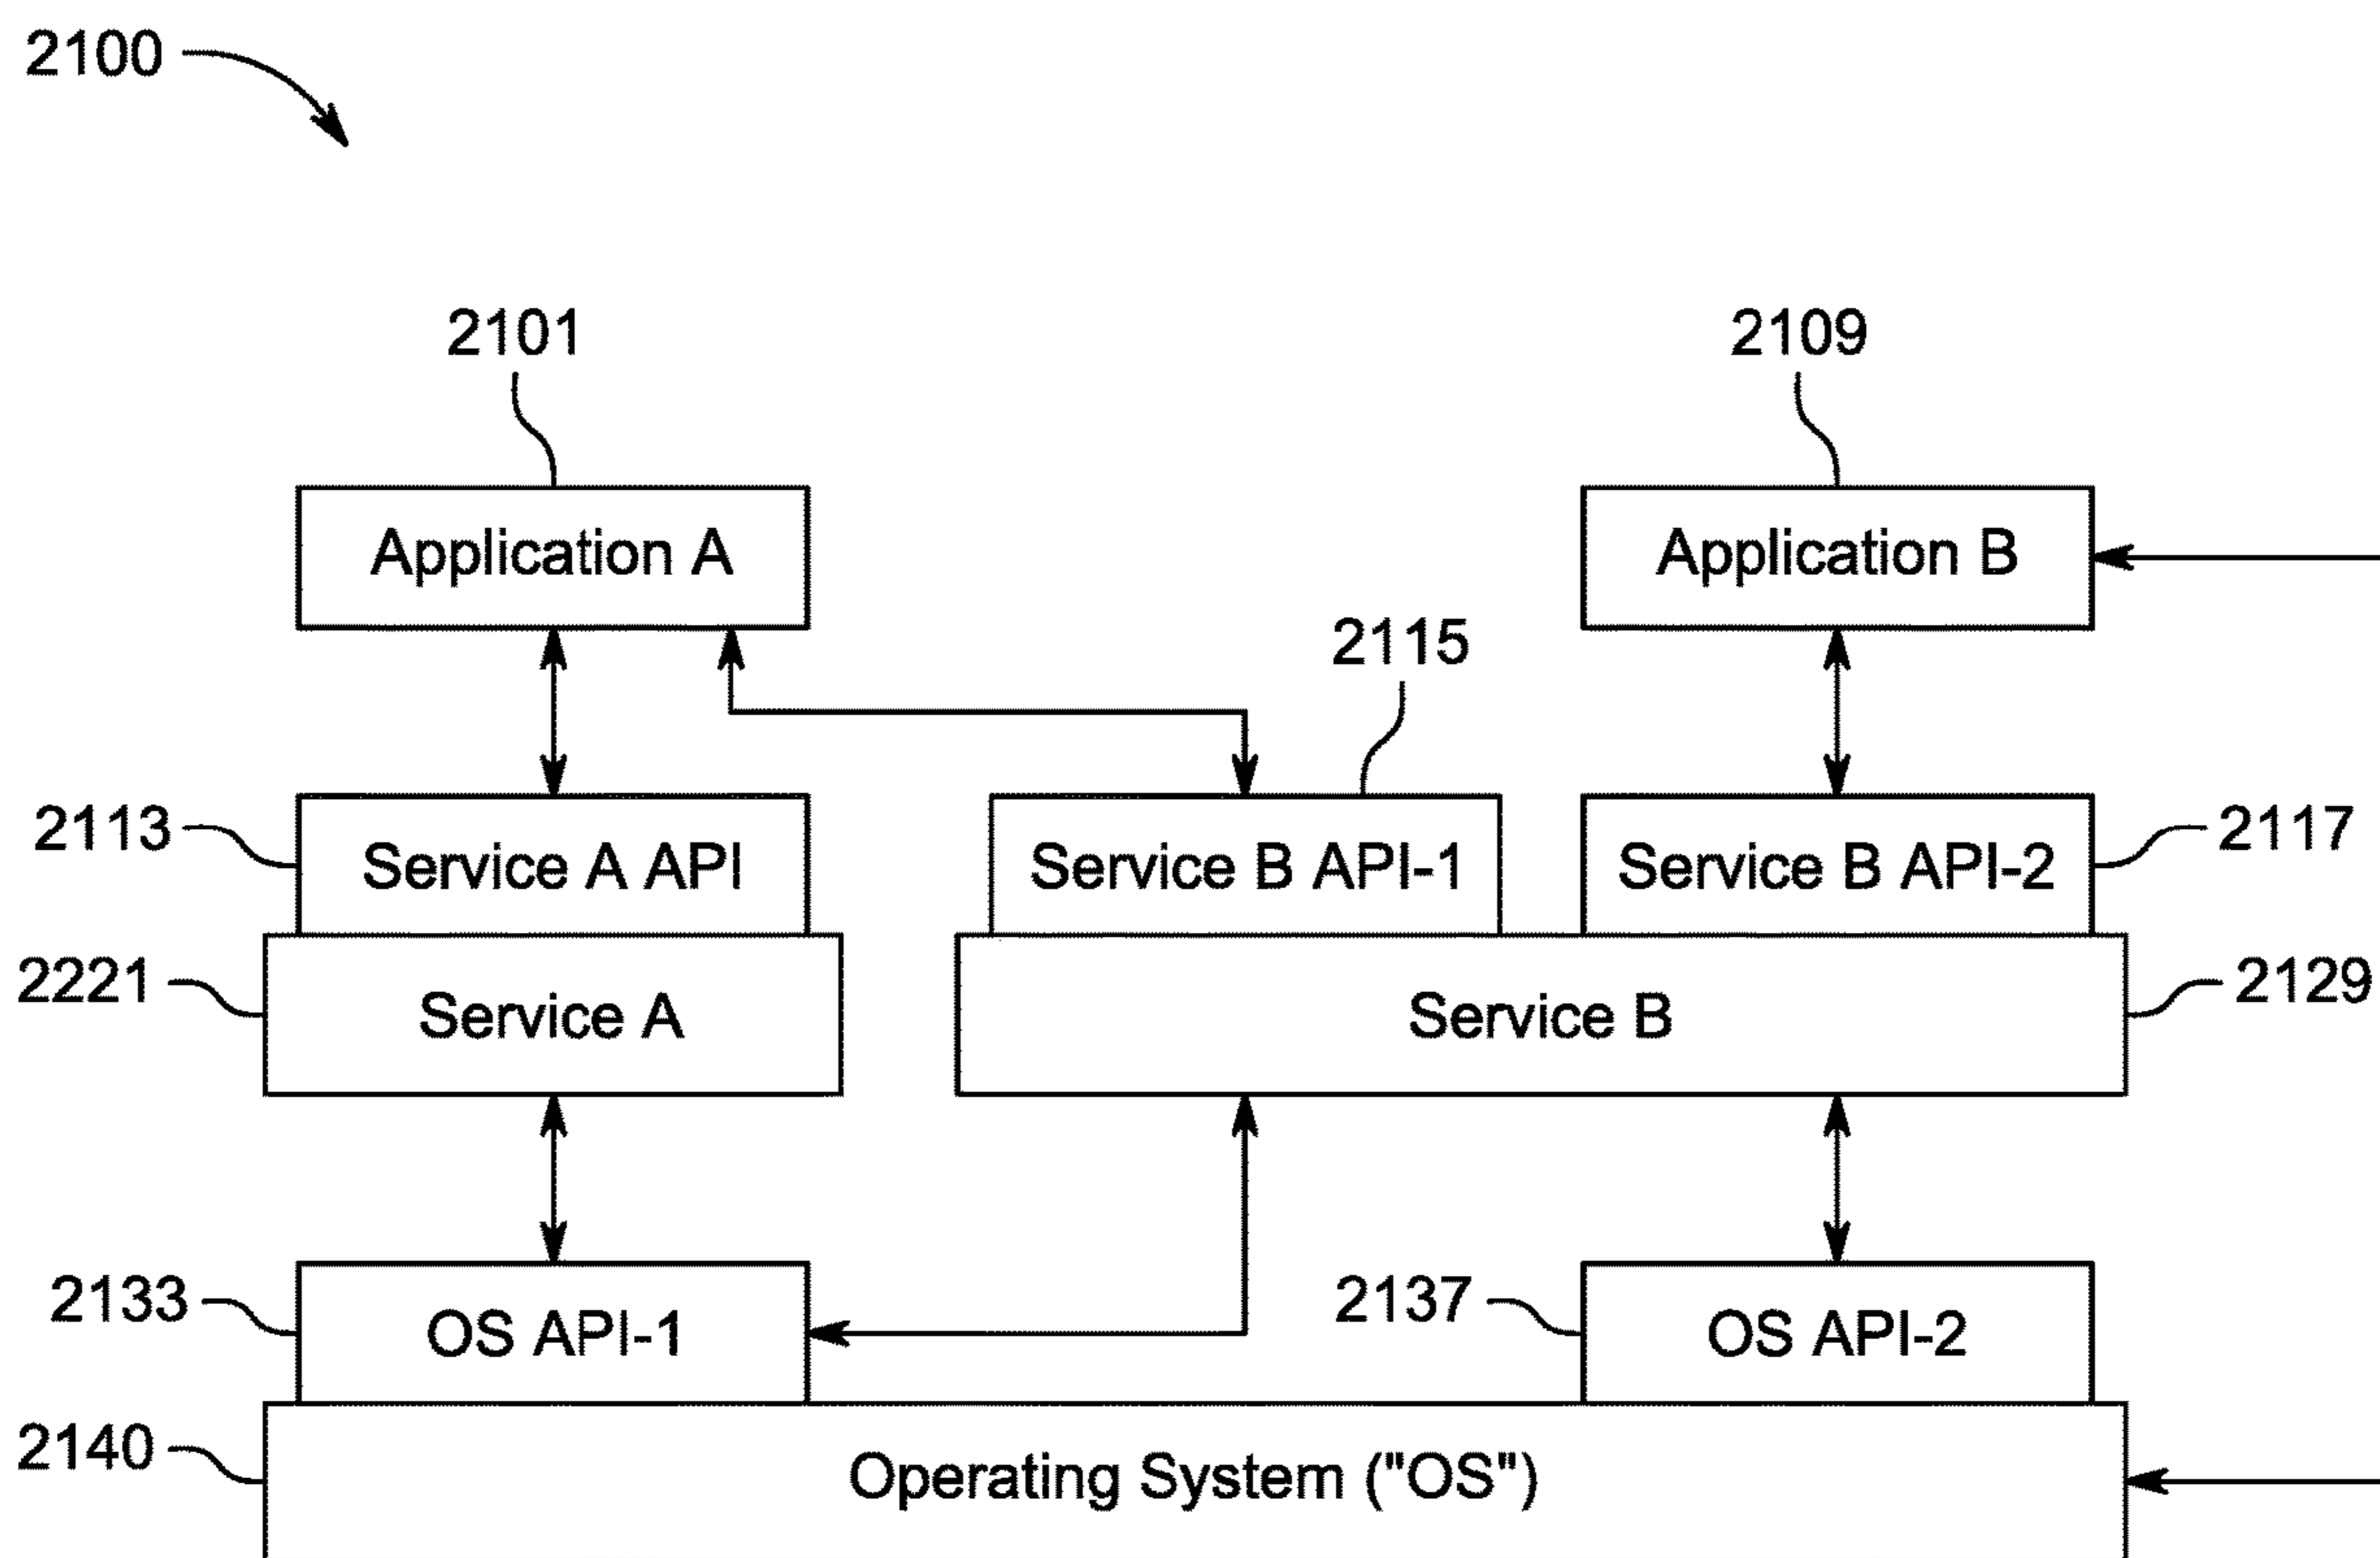 2100
2101
2109
Application A
Application B
2115
2113
Service A API
Service B API-1
Service B API-2
2117
2221
Service A
Service B
2129
2133
OS API-1
2137
OS API-2
2140
Operating System ("OS")